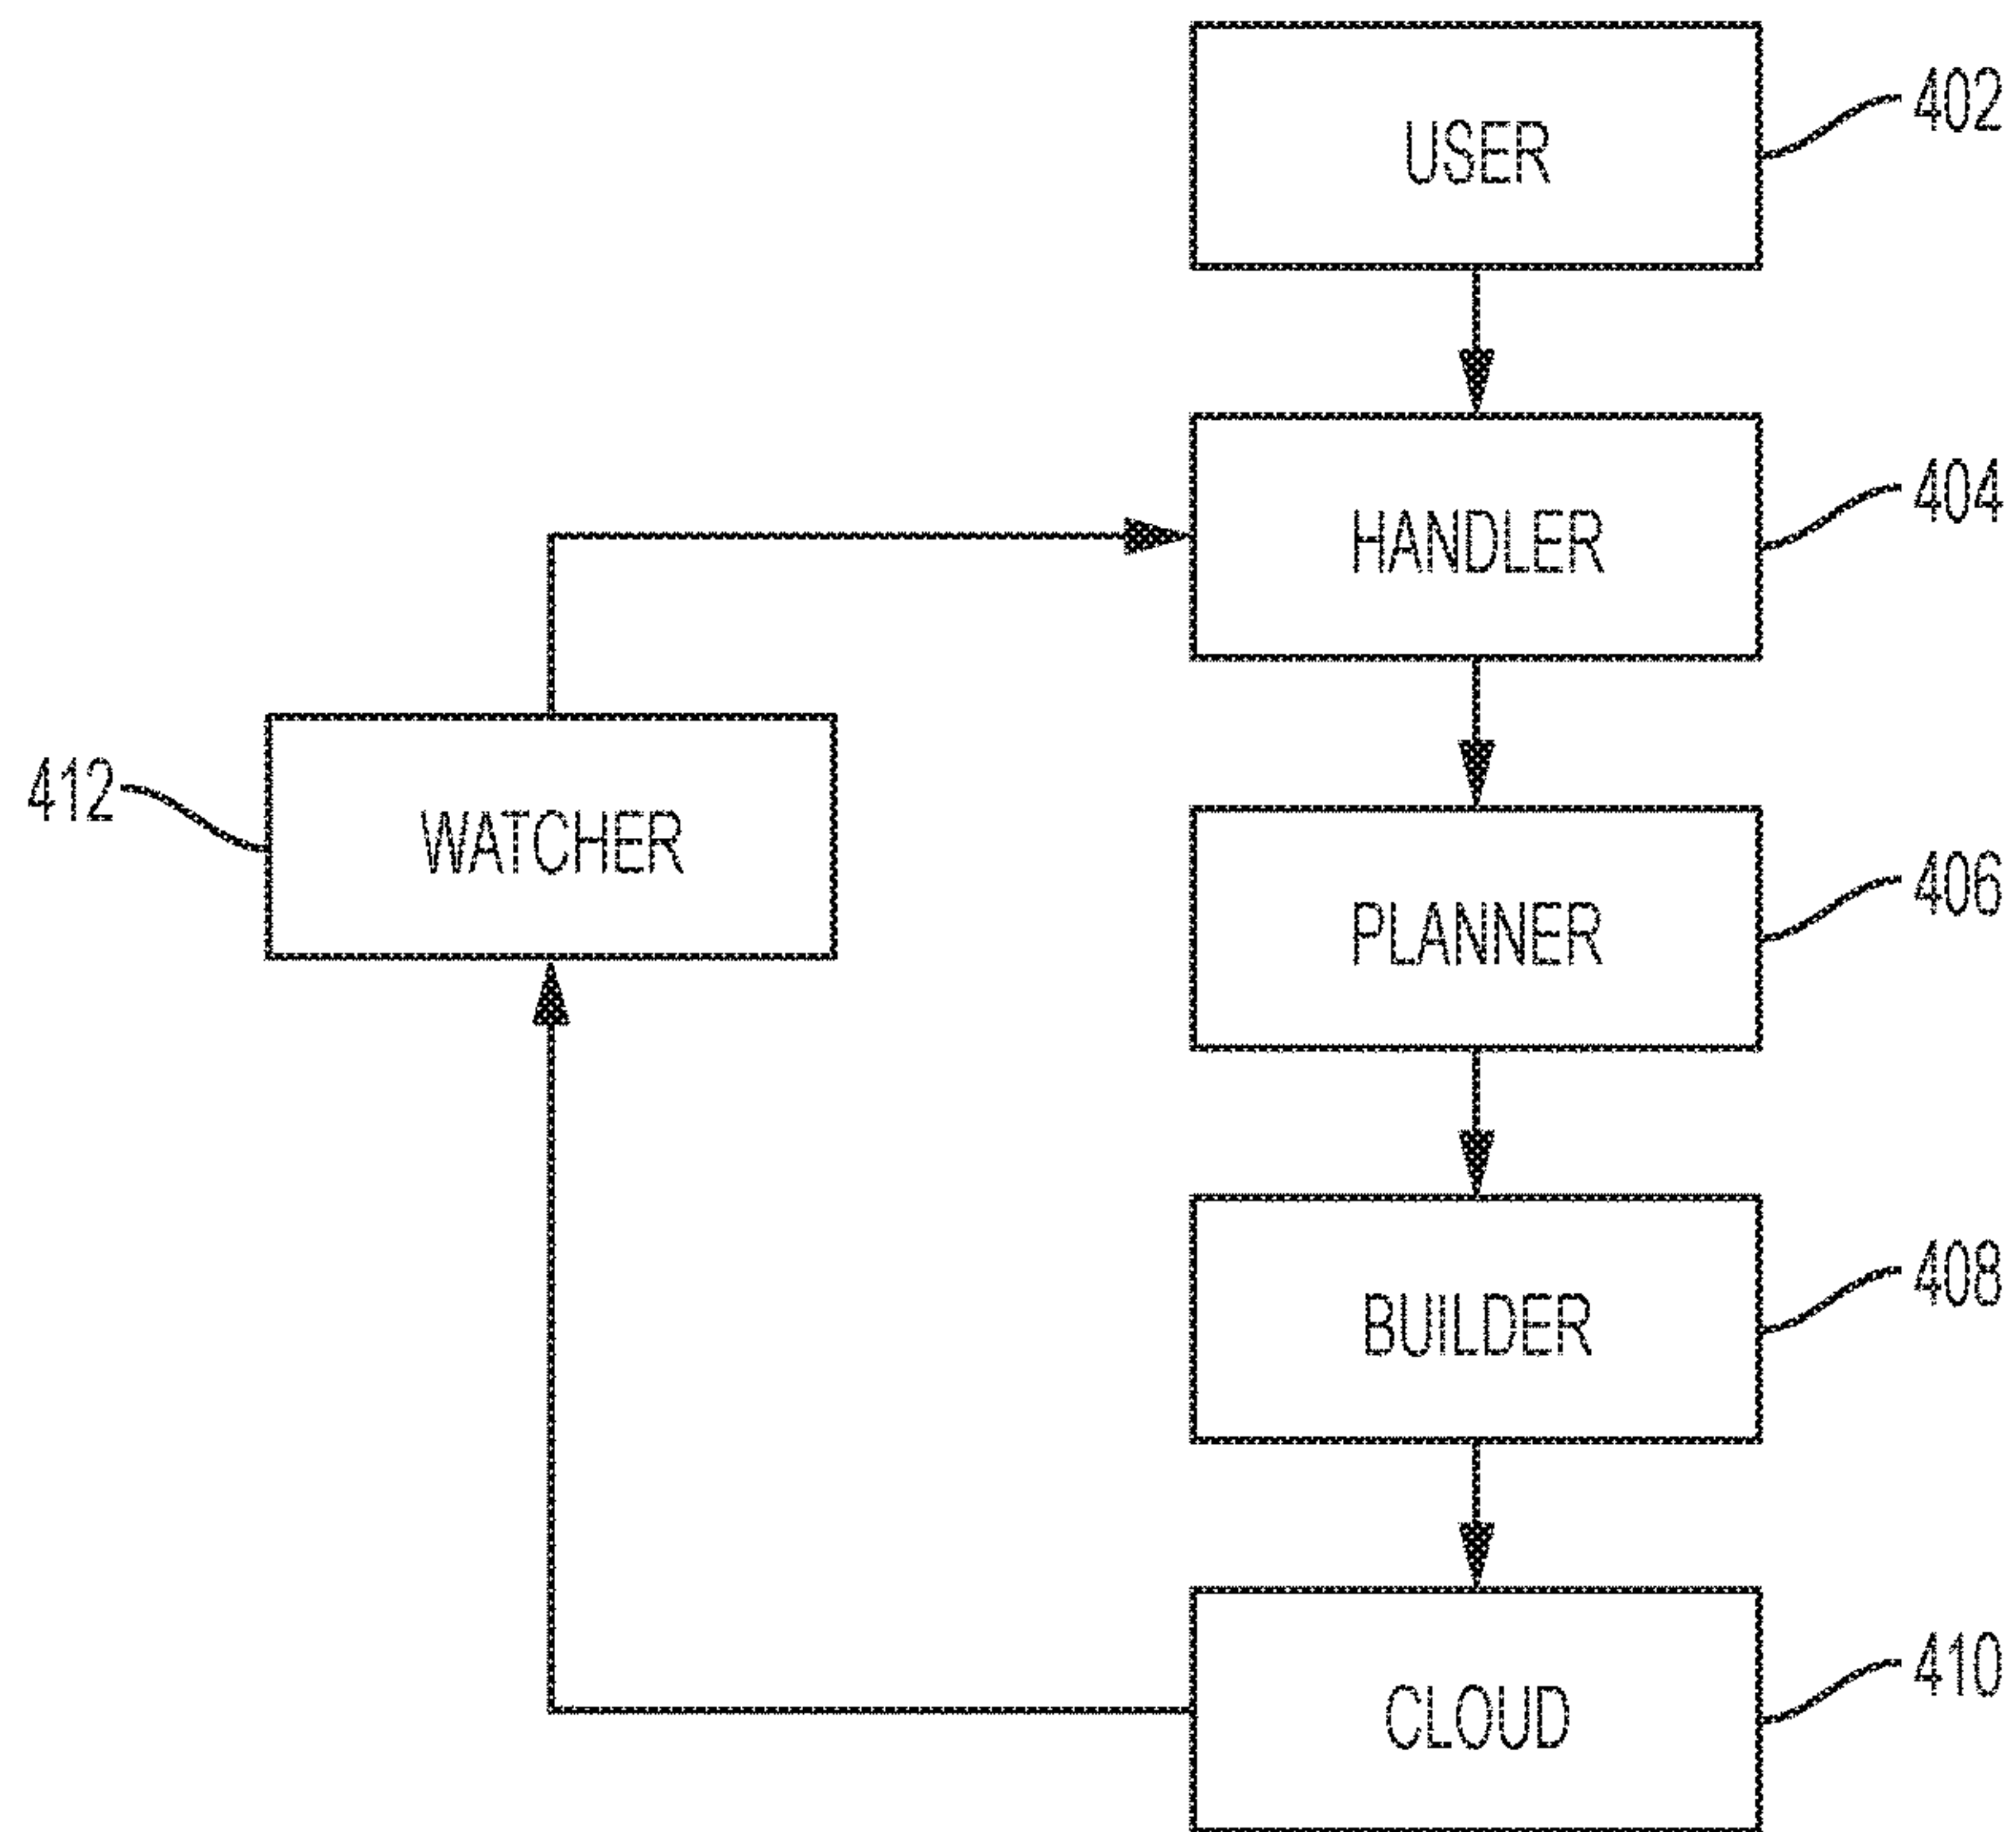 USER
402
HANDLER
404
412
WATCHER
PLANNER
406
BUILDER
408
CLOUD
410